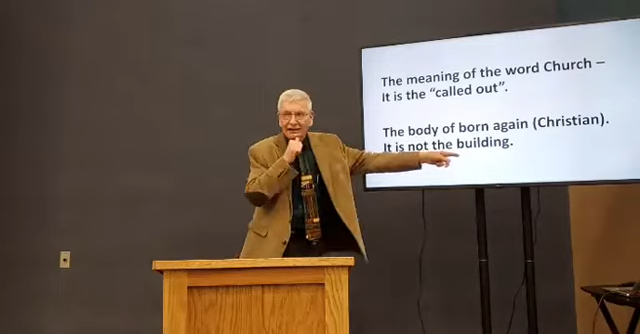 The meaning of the word Church –
It is the “called out”.
The body of born again (Christian).
It is not the building.